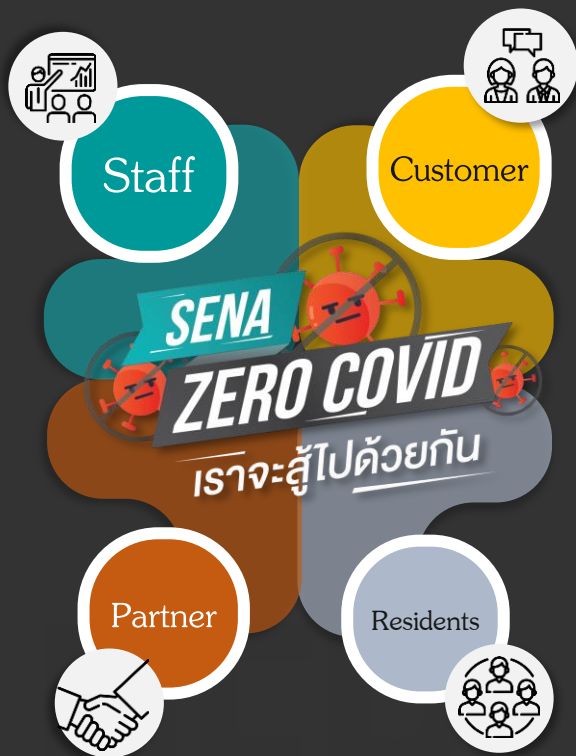 Staff
Customer
SENA
ZERO COVID
เราจะสู้ไปด้วยกัน
Partner
Residents